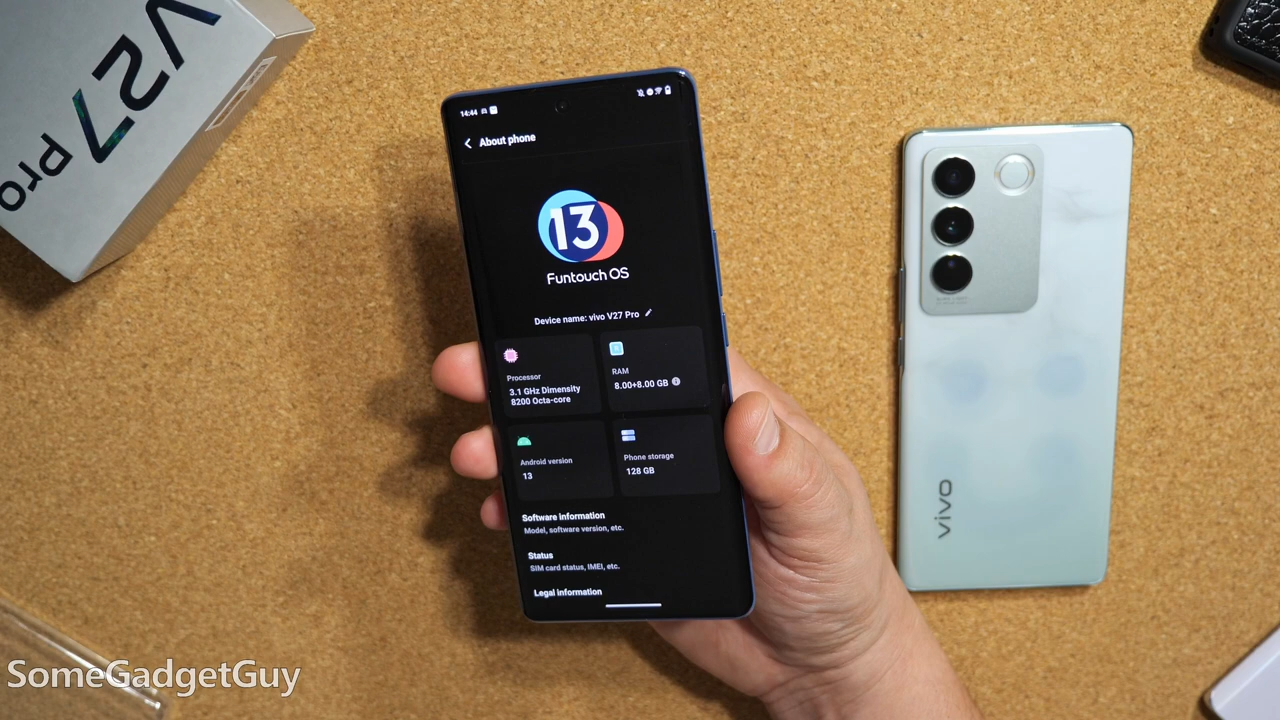 V27 Pro
14:44
About phone
13
Funtouch OS
Device name: vivo V27 Pro
Processor
3.1 GHz Dimensity
8200 Octa-core
RAM
8.00+8.00 GB
Android version
13
Phone storage
128 GB
Software information
Model, software version, etc.
Status
SIM card status, IMEI, etc.
Legal information
vivo
SomeGadgetGuy